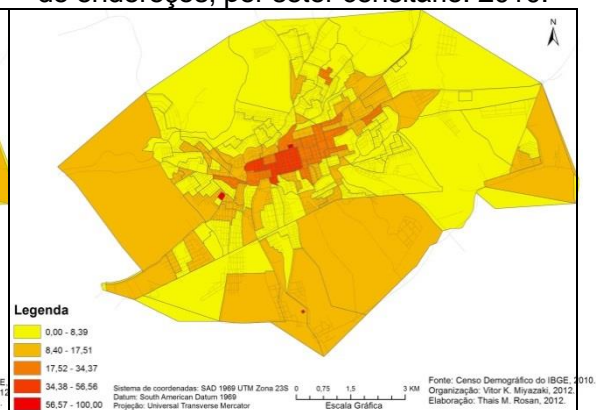 de endereços, por setor censitário. 2010.
N
Legenda
0,00 - 8,39
8,40 - 17,51
17,52 - 34,37
34,38 - 56,56
56,57 - 100,00
Sistema de coordenadas: SAD 1969 UTM Zona 23S
Datum: South American Datum 1969
Projeção: Universal Transverse Mercator
0 0,75 1,5 3 KM
Escala Gráfica
Fonte: Censo Demográfico do IBGE, 2010.
Organização: Vitor K. Miyazaki, 2012.
Elaboração: Thais M. Rosan, 2012.